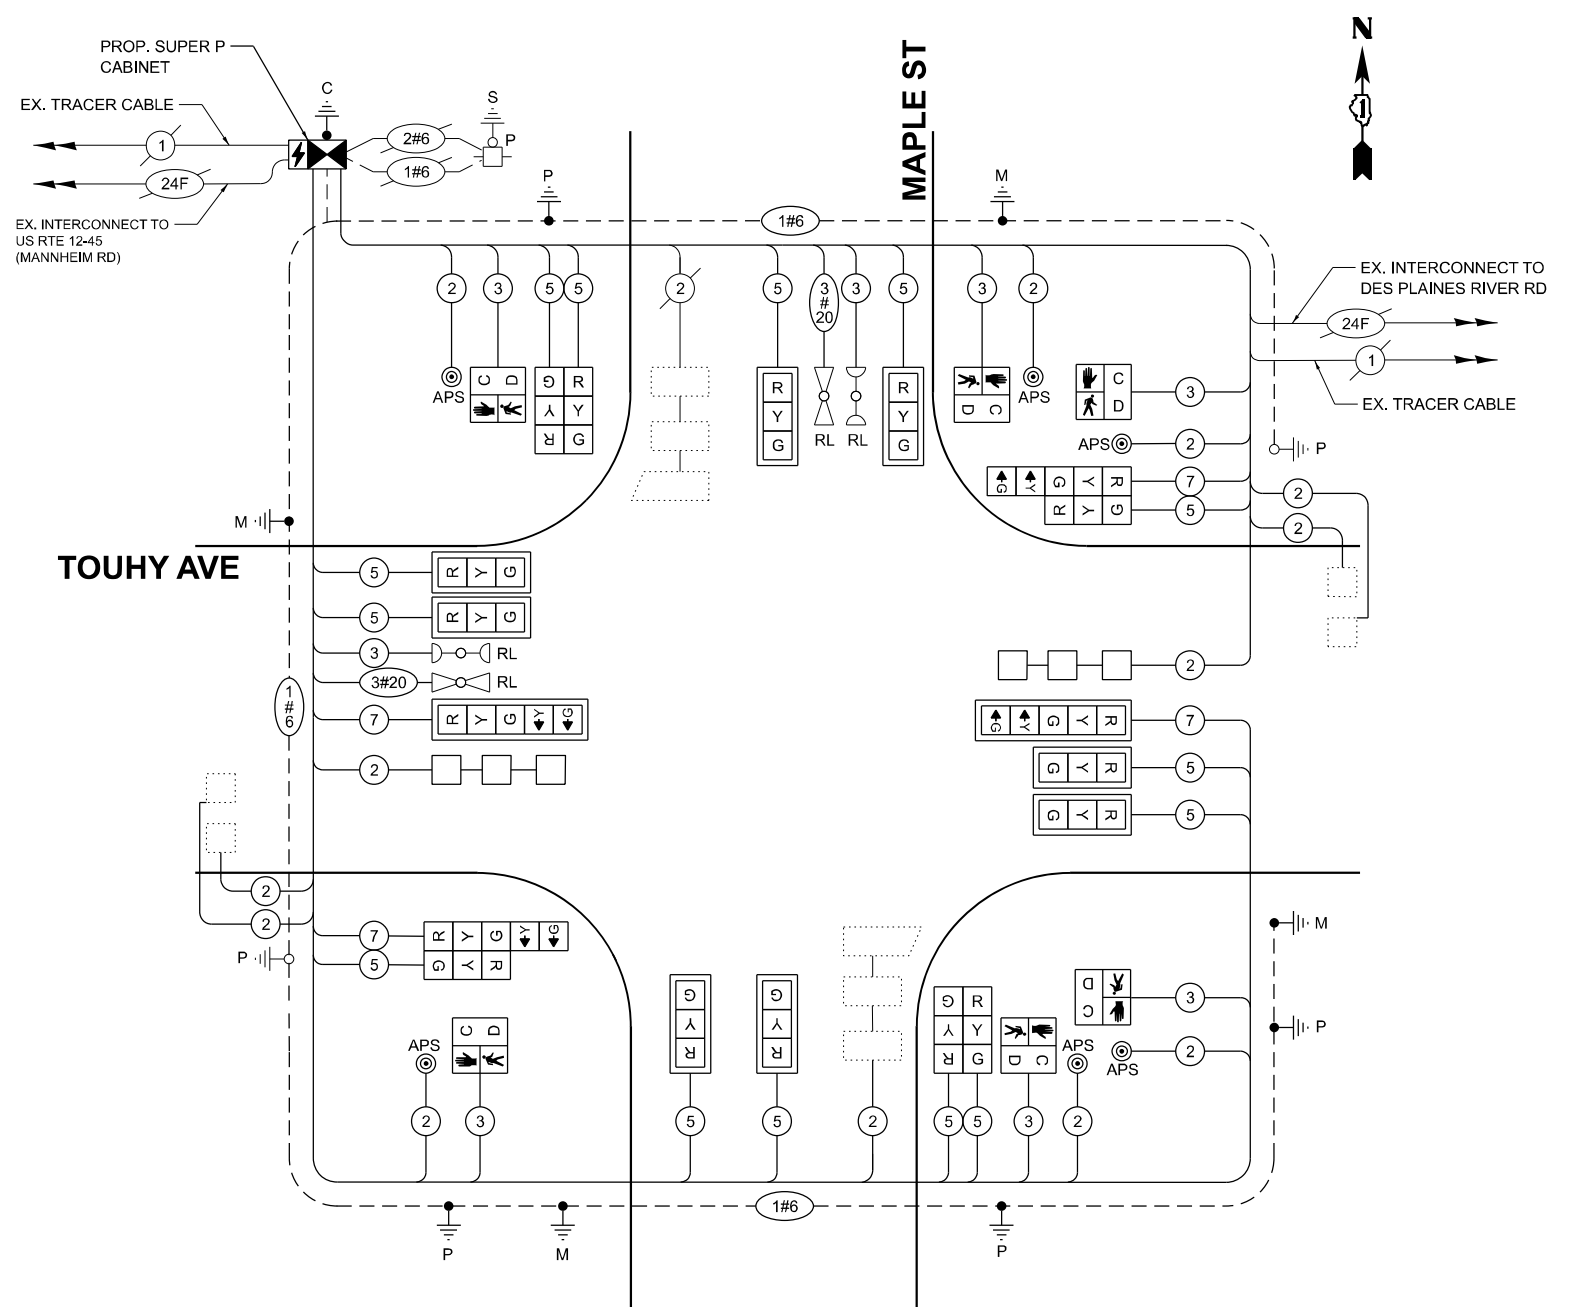 PROP. SUPER P
CABINET
EX. TRACER CABLE
1
24F
EX. INTERCONNECT TO
US RTE 12-45
(MANNHEIM RD)
C
S
P
2#6
1#6
MAPLE ST
N
1
P
1#6
M
2
3
5
5
2
5
3
#
20
3
5
3
2
EX. INTERCONNECT TO
DES PLAINES RIVER RD
24F
1
EX. TRACER CABLE
APS
C D
G R
Y Y
R G
R
Y
G
RL
RL
R
Y
G
D C
APS
C
D
3
APS
2
P
G Y G Y R
7
R Y G
5
2
2
M
TOUHY AVE
5
R Y G
5
R Y G
3
RL
3#20
RL
7
R Y G Y G
2
1
#
6
2
G Y G Y R
7
G Y R
5
G Y R
5
2
2
P
7
R Y G Y G
5
G Y R
APS
C D
2
3
G
Y
R
5
G
Y
R
5
2
G R
Y Y
R G
5
5
D C
3
APS
2
D
C
3
APS
2
M
P
P
M
1#6
P